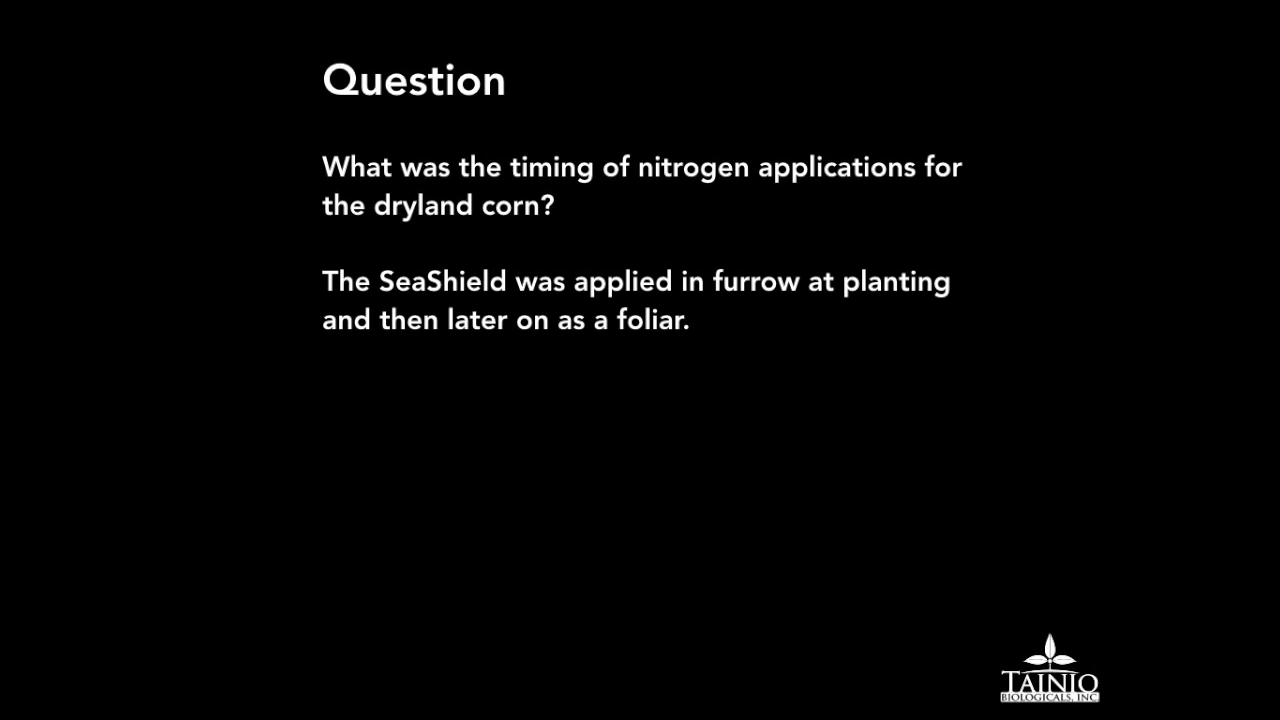 Question
What was the timing of nitrogen applications for
the dryland corn?
The SeaShield was applied in furrow at planting
and then later on as a foliar.
TAINIO
BIOLOGICALS, INC